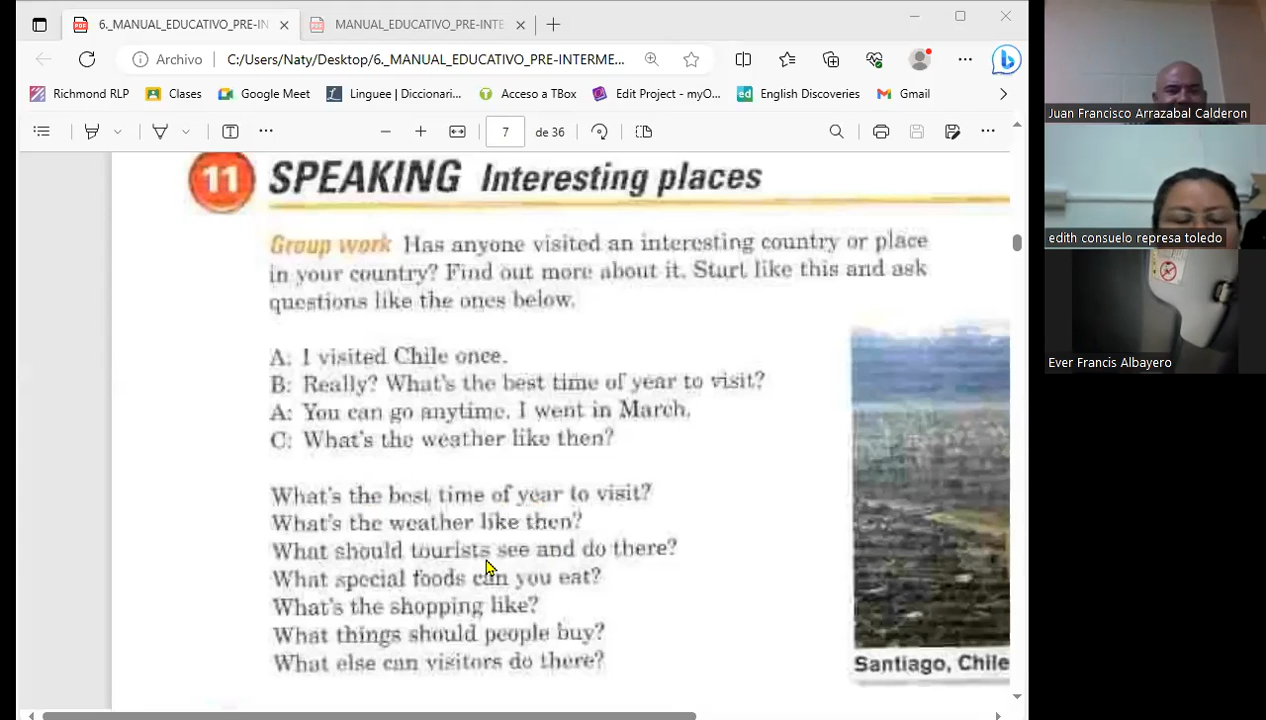 6._MANUAL_EDUCATIVO_PRE-IN
MANUAL_EDUCATIVO_PRE-INTE
Archivo
C:/Users/Naty/Desktop/6._MANUAL_EDUCATIVO_PRE-INTERME...
Richmond RLP
Clases
Google Meet
Linguee | Diccionari...
Acceso a TBox
Edit Project - myO...
English Discoveries
Gmail
7
de 36
11 SPEAKING Interesting places
Group work Has anyone visited an interesting country or place
in your country? Find out more about it. Start like this and ask
questions like the ones below.
A: I visited Chile once.
B: Really? What's the best time of year to visit?
A: You can go anytime. I went in March.
C: What's the weather like then?
What's the best time of year to visit?
What's the weather like then?
What should tourists see and do there?
What special foods can you eat?
What's the shopping like?
What things should people buy?
What else can visitors do there?
Santiago, Chile
Juan Francisco Arrazabal Calderon
edith consuelo represa toledo
Ever Francis Albayero